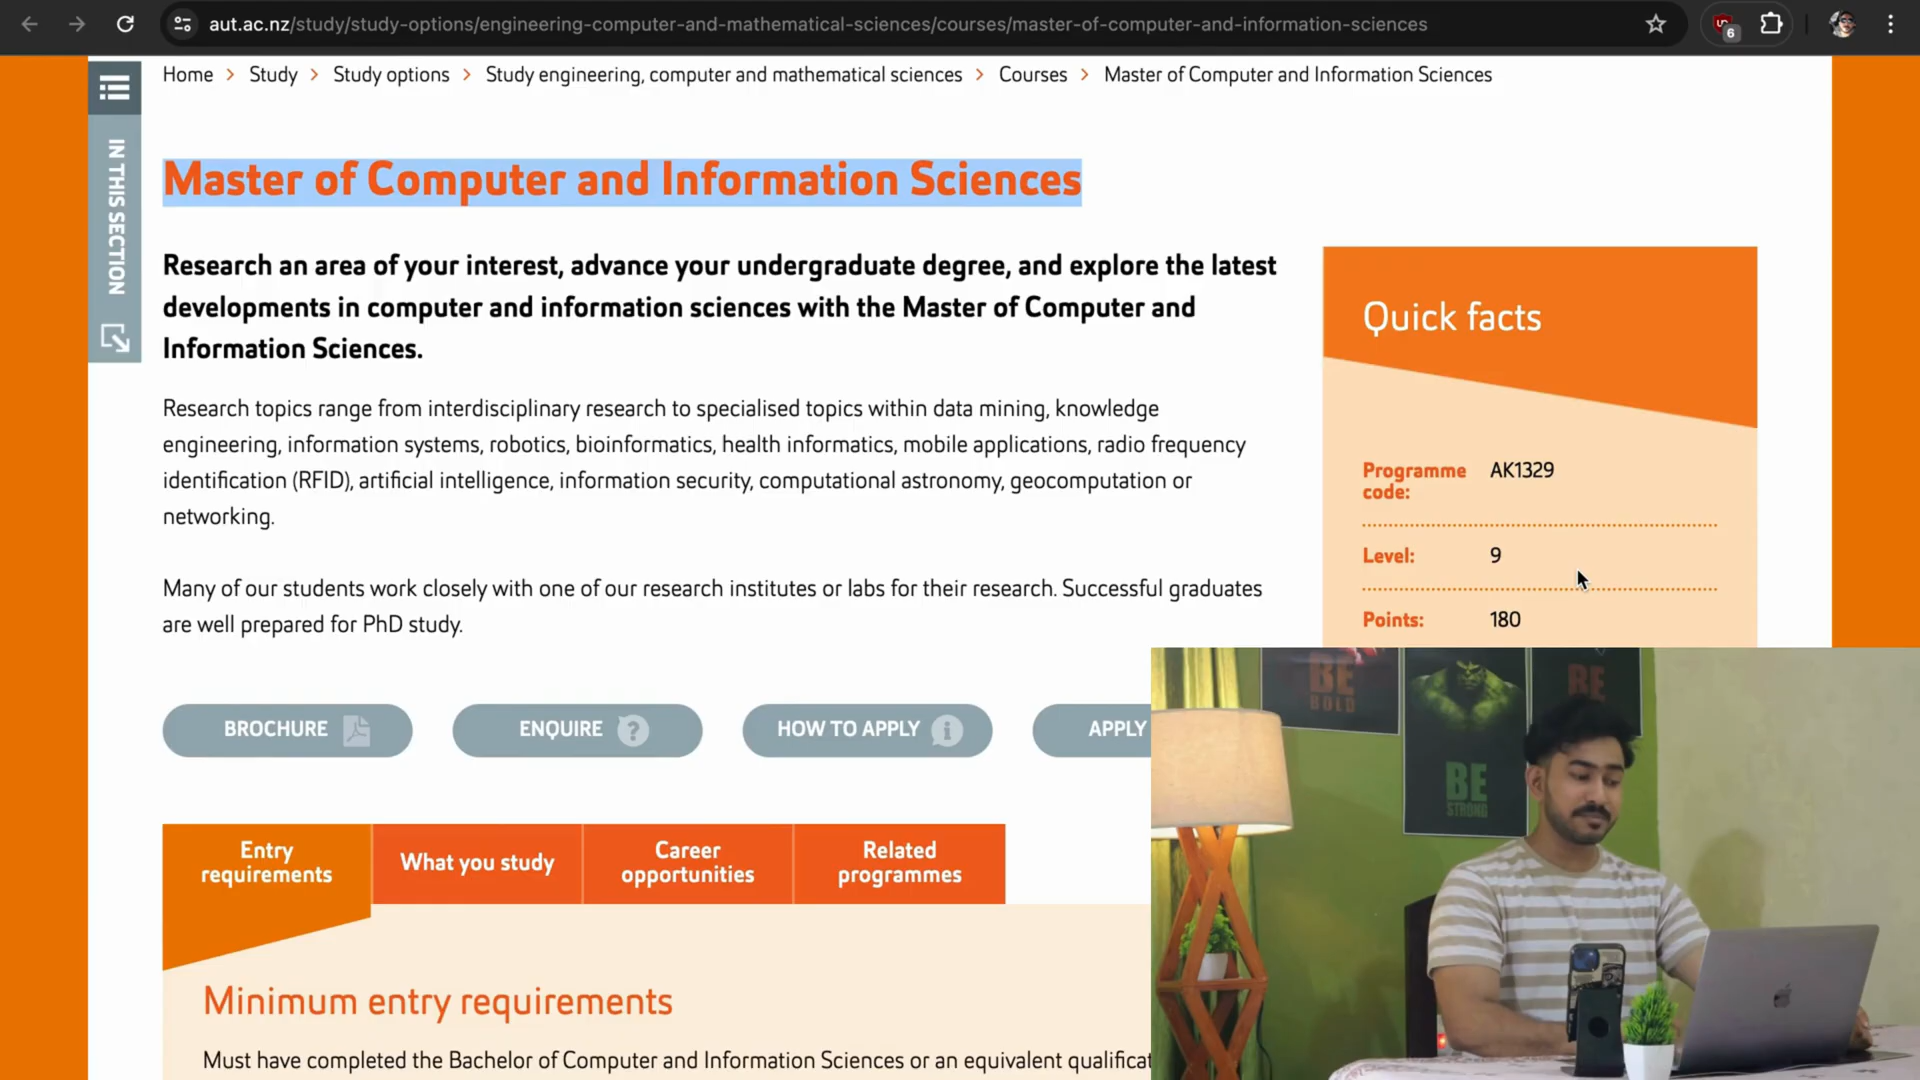 aut.ac.nz/study/study-options/engineering-computer-and-mathematical-sciences/courses/master-of-computer-and-information-sciences
6
Home > Study > Study options > Study engineering, computer and mathematical sciences > Courses > Master of Computer and Information Sciences
IN THIS SECTION
Master of Computer and Information Sciences
Research an area of your interest, advance your undergraduate degree, and explore the latest
developments in computer and information sciences with the Master of Computer and
Information Sciences.
Research topics range from interdisciplinary research to specialised topics within data mining, knowledge
engineering, information systems, robotics, bioinformatics, health informatics, mobile applications, radio frequency
identification (RFID), artificial intelligence, information security, computational astronomy, geocomputation or
networking.
Many of our students work closely with one of our research institutes or labs for their research. Successful graduates
are well prepared for PhD study.
Quick facts
Programme code: AK1329
Level: 9
Points: 180
BROCHURE
ENQUIRE ?
HOW TO APPLY i
APPLY
Entry requirements
What you study
Career opportunities
Related programmes
Minimum entry requirements
Must have completed the Bachelor of Computer and Information Sciences or an equivalent qualificat
BE
BOLD
BE
STRONG
BE